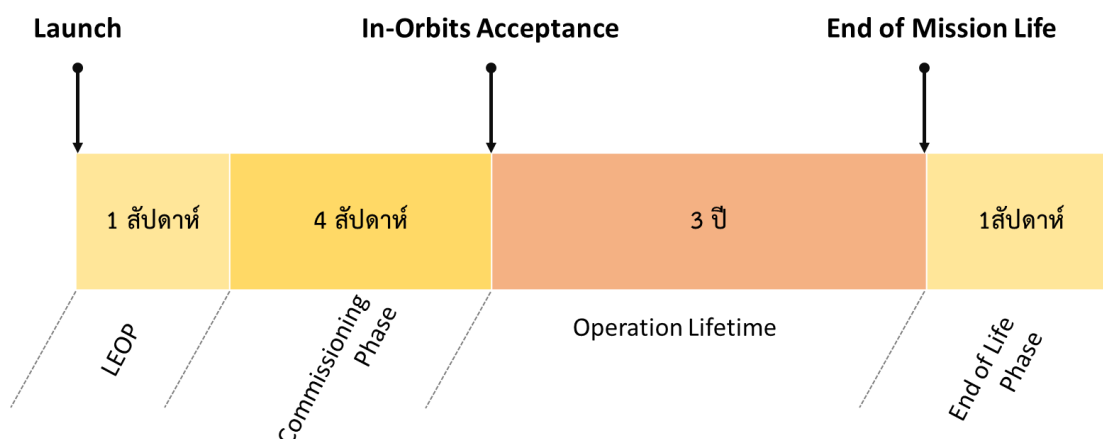 Launch
In-Orbits Acceptance
End of Mission Life
1 สัปดาห์
4 สัปดาห์
3 ปี
1สัปดาห์
LEOP
Commissioning
Phase
Operation Lifetime
End of Life
Phase